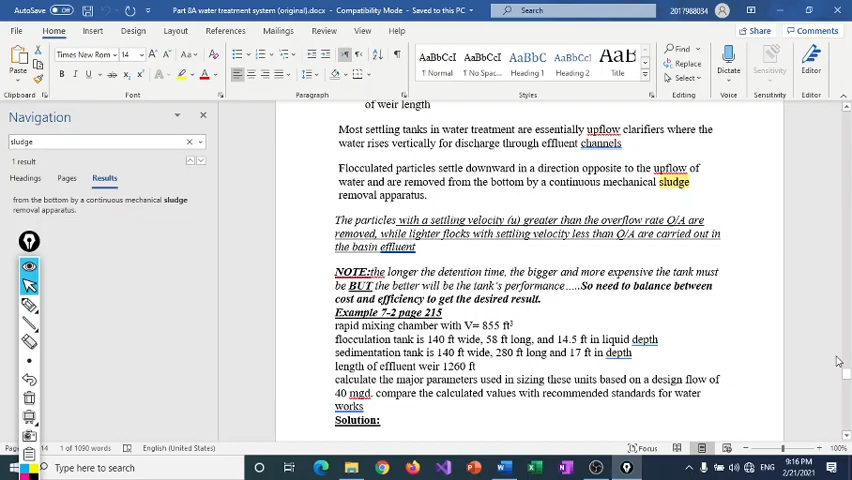 AutoSave Off
Part 8A water treatment system (original).docx - Compatibility Mode - Saved to this PC
Search
2017988034
File Home Insert Draw Design Layout References Mailings Review View Help
Share Comments
Paste
Times New Rom 14
AaBbCcI AaBbCcI AaBbC AaBbCcI AaB
1 Normal 1 No Spac... Heading 1 Heading 2 Title
Find
Replace
Select
Dictate Sensitivity Editor
Clipboard Font Paragraph Styles Editing Voice Sensitivity Editor
Navigation
sludge
1 result
Headings Pages Results
from the bottom by a continuous mechanical sludge
removal apparatus.
of weir length
Most settling tanks in water treatment are essentially upflow clarifiers where the
water rises vertically for discharge through effluent channels
Flocculated particles settle downward in a direction opposite to the upflow of
water and are removed from the bottom by a continuous mechanical sludge
removal apparatus.
The particles with a settling velocity (u) greater than the overflow rate Q/A are
removed, while lighter flocks with settling velocity less than Q/A are carried out in
the basin effluent
NOTE:the longer the detention time, the bigger and more expensive the tank must
be BUT the better will be the tank's performance…..So need to balance between
cost and efficiency to get the desired result.
Example 7-2 page 215
rapid mixing chamber with V= 855 ft³
flocculation tank is 140 ft wide, 58 ft long, and 14.5 ft in liquid depth
sedimentation tank is 140 ft wide, 280 ft long and 17 ft in depth
length of effluent weir 1260 ft
calculate the major parameters used in sizing these units based on a design flow of
40 mgd. compare the calculated values with recommended standards for water
works
Solution:
14 1 of 1090 words English (United States) Focus 100%
Type here to search
ENG
9:16 PM
2/21/2021